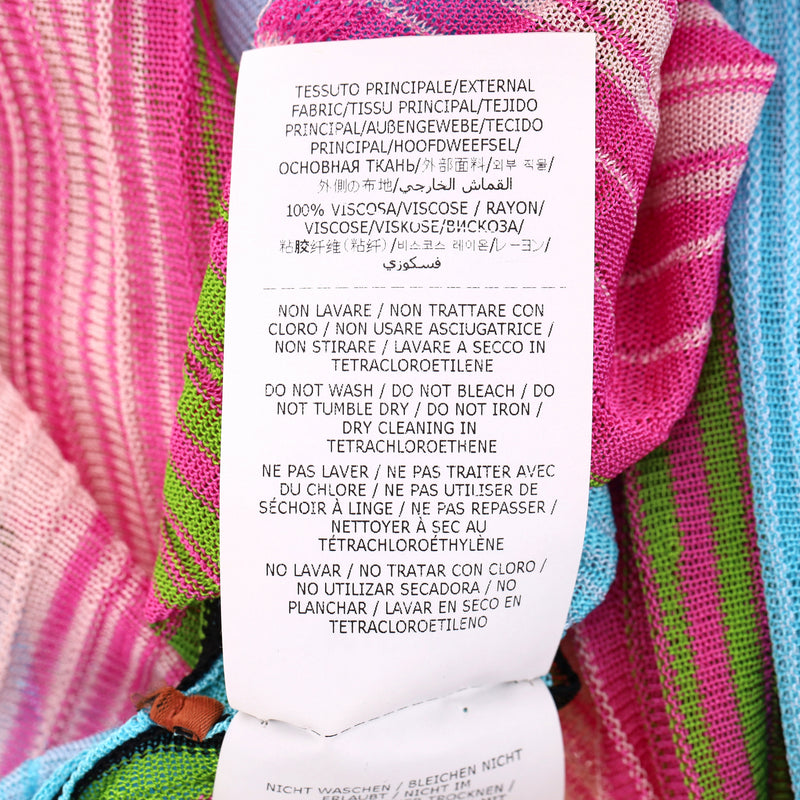 TESSUTO PRINCIPALE/EXTERNAL
FABRIC/TISSU PRINCIPAL/TEJIDO
PRINCIPAL/AUßENGEWEBE/TECIDO
PRINCIPAL/HOOFDWEEFSEL/
ОСНОВНАЯ ТКАНЬ/外部面料/외부 직물/
外側の布地/القماش الخارجي/
100% VISCOSA/VISCOSE / RAYON/
VISCOSE/VISKOSE/ВИСКОЗА/
粘胶纤维(粘纤)/비스코스 레이온/レーヨン/
فسكوزي
NON LAVARE / NON TRATTARE CON
CLORO / NON USARE ASCIUGATRICE /
NON STIRARE / LAVARE A SECCO IN
TETRACLOROETILENE
DO NOT WASH / DO NOT BLEACH / DO
NOT TUMBLE DRY / DO NOT IRON /
DRY CLEANING IN
TETRACHLOROETHENE
NE PAS LAVER / NE PAS TRAITER AVEC
DU CHLORE / NE PAS UTILISER DE
SÉCHOIR À LINGE / NE PAS REPASSER /
NETTOYER À SEC AU
TÉTRACHLOROÉTHYLÈNE
NO LAVAR / NO TRATAR CON CLORO /
NO UTILIZAR SECADORA / NO
PLANCHAR / LAVAR EN SECO EN
TETRACLOROETILENO
NICHT WASCHEN / BLEICHEN NICHT
ERLAUBT / NICHT IM
TROCKNEN /